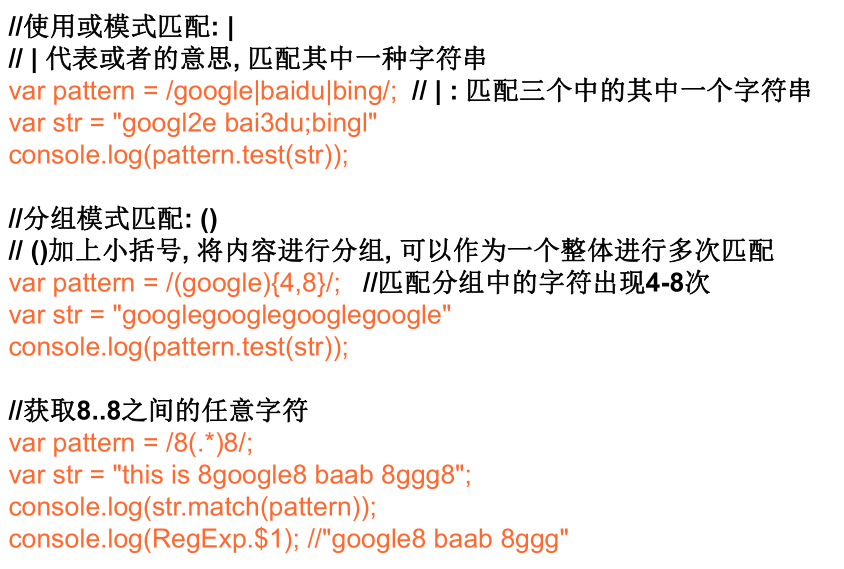 //使用或模式匹配: |
// | 代表或者的意思, 匹配其中一种字符串
var pattern = /google|baidu|bing/;  // | : 匹配三个中的其中一个字符串
var str = "googl2e bai3du;bingl"
console.log(pattern.test(str));
//分组模式匹配: ()
// ()加上小括号, 将内容进行分组, 可以作为一个整体进行多次匹配
var pattern = /(google){4,8}/;   //匹配分组中的字符出现4-8次
var str = "googlegooglegooglegoogle"
console.log(pattern.test(str));
//获取8..8之间的任意字符
var pattern = /8(.*)8/;
var str = "this is 8google8 baab 8ggg8";
console.log(str.match(pattern));
console.log(RegExp.$1); //"google8 baab 8ggg"